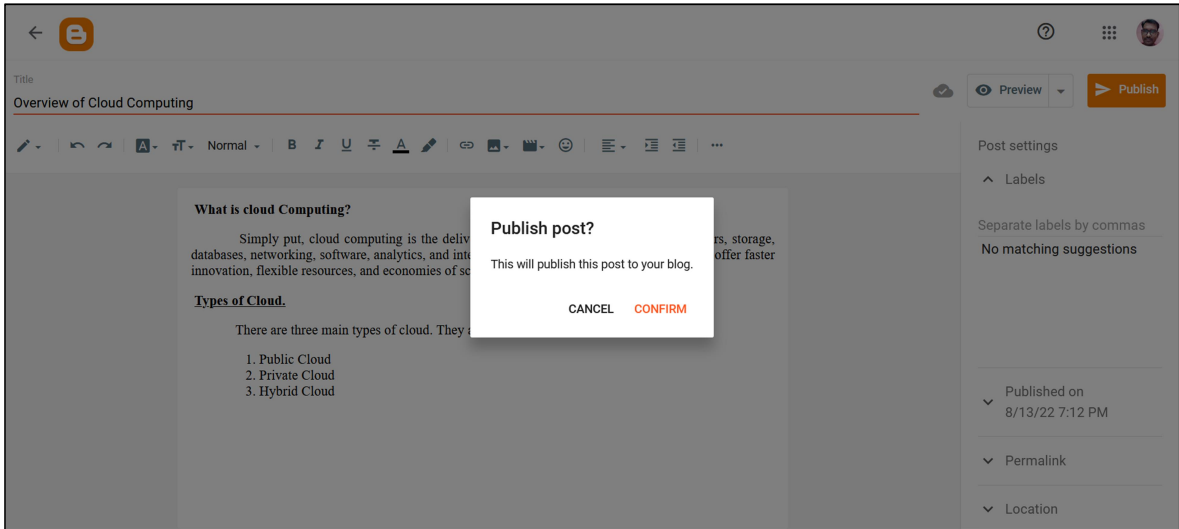 Title
Overview of Cloud Computing
Preview
Publish
Normal
B I U A
Post settings
Labels
Separate labels by commas
No matching suggestions
Published on
8/13/22 7:12 PM
Permalink
Location
What is cloud Computing?
Simply put, cloud computing is the rs, storage,
databases, networking, software, analytics, and offer faster
innovation, flexible resources, and economies of
Types of Cloud.
There are three main types of cloud. They
1. Public Cloud
2. Private Cloud
3. Hybrid Cloud
Publish post?
This will publish this post to your blog.
CANCEL CONFIRM